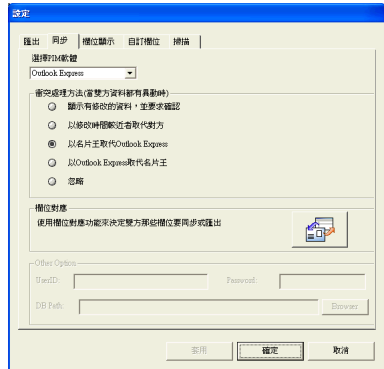 設定
匯出 同步 欄位顯示 自訂欄位 掃描
選擇PIM軟體
Outlook Express
衝突處理方法(當雙方資料都有異動時)
顯示有修改的資料，並要求確認
以修改時間較近者取代對方
以名片王取代Outlook Express
以Outlook Express取代名片王
忽略
欄位對應
使用欄位對應功能來決定雙方那些欄位要同步或匯出
Other Option
UserID: Password:
DB Path: Browser
套用 確定 取消